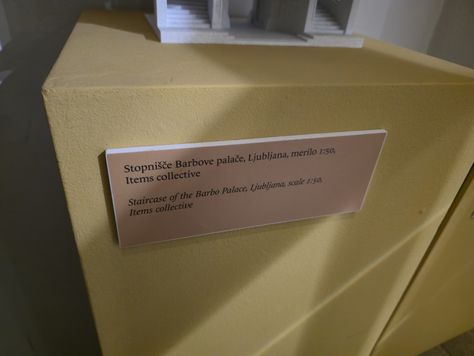 Stopnišče Barbove palače, Ljubljana, merilo 1:50,
Items collective
Staircase of the Barbo Palace, Ljubljana, scale 1:50,
Items collective